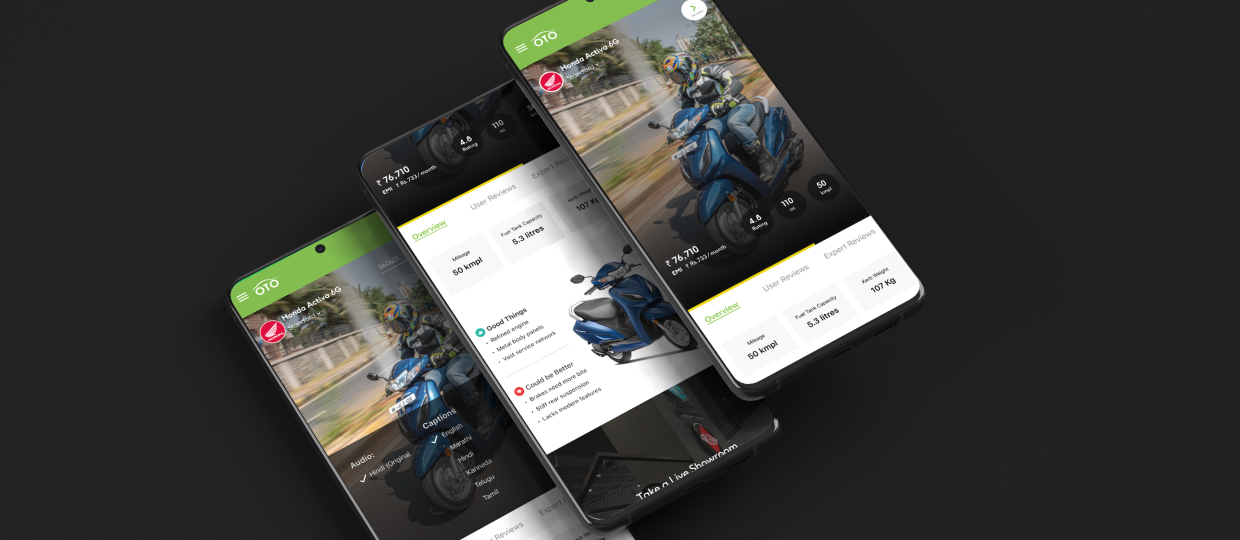 OTO
Honda Activa 6G
Standard
₹ 76,710
EMI ₹ Rs.733 / month
4.8
Rating
110
cc
50
kmpl
Overview
User Reviews
Expert Reviews
Mileage
50 kmpl
Fuel Tank Capacity
5.3 litres
Kerb Weight
107 Kg
₹ 76,710
EMI ₹ Rs.733 / month
4.8
Rating
110
cc
Overview
User Reviews
Expert Rev
Mileage
50 kmpl
Fuel Tank Capacity
5.3 litres
Kerb Weig
107 Kg
Good Things
• Refined engine
• Metal body panels
• Vast service network
Could be Better
• Brakes need more bite
• Stiff rear suspension
• Lacks modern features
Take a Live Showroom
OTO
Honda Activa 6G
Standard
Audio:
Hindi (Original
Captions
English
Marathi
Hindi
Kannada
Telugu
Tamil
Reviews
Expert